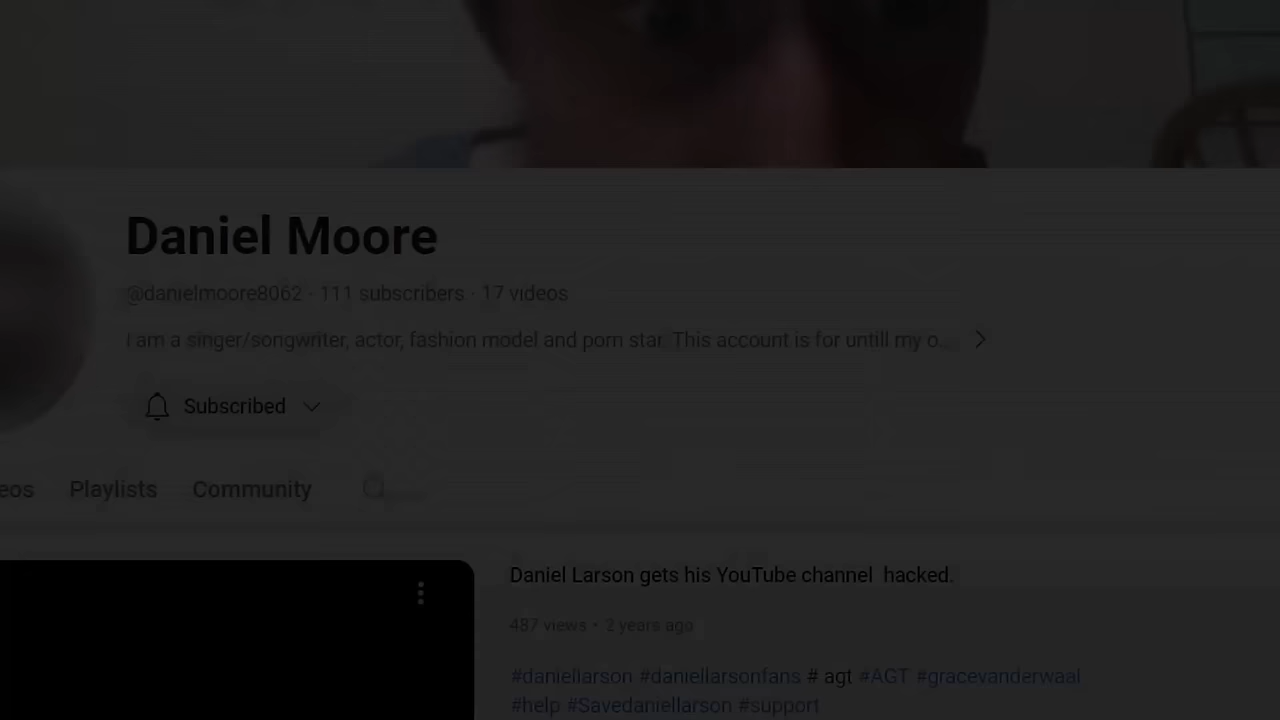 Daniel Moore
@danielmoore8062 · 111 subscribers · 17 videos
I am a singer/songwriter, actor, fashion model and porn star. This account is for untill my o...
Subscribed
eos Playlists Community
Daniel Larson gets his YouTube channel hacked.
487 views • 2 years ago
#daniellarson #daniellarsonfans # agt #AGT #gracevanderwaal
#help #Savedaniellarson #support